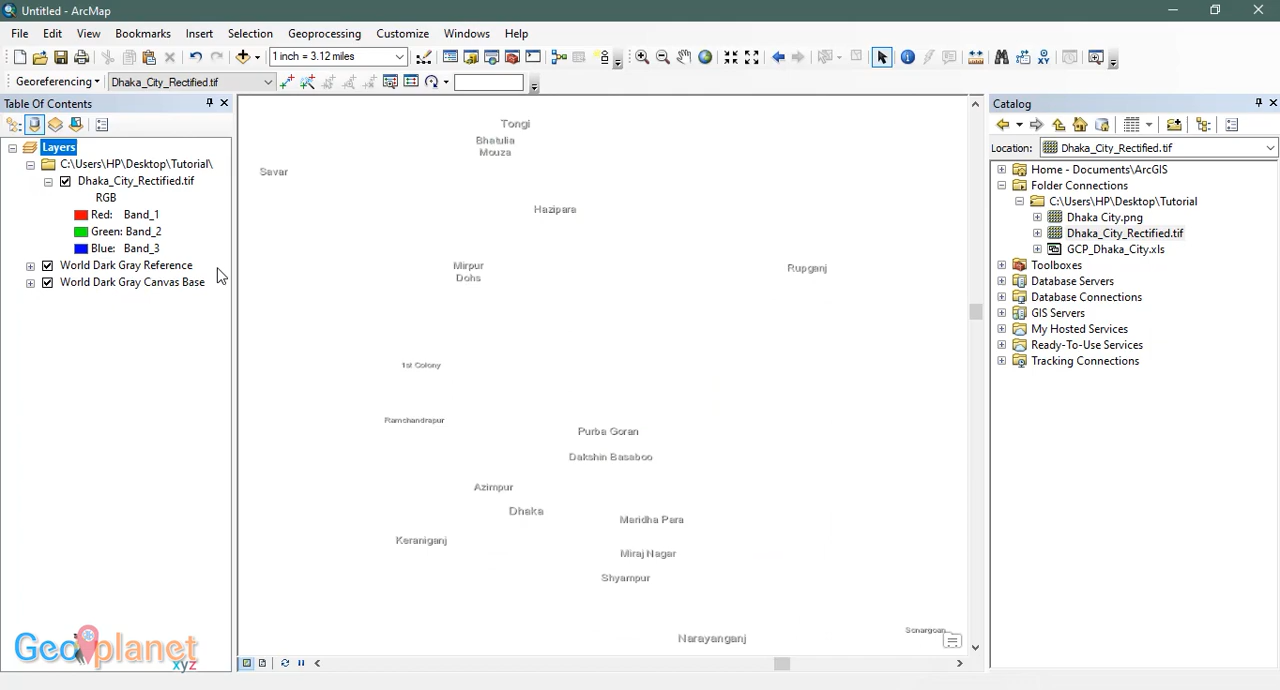 Untitled - ArcMap
File Edit View Bookmarks Insert Selection Geoprocessing Customize Windows Help
1 inch = 3.12 miles
Georeferencing Dhaka_City_Rectified.tif
Table Of Contents
Layers
C:\Users\HP\Desktop\Tutorial\
Dhaka_City_Rectified.tif
RGB
Red: Band_1
Green: Band_2
Blue: Band_3
World Dark Gray Reference
World Dark Gray Canvas Base
Geoplanet
xyz
Tongi
Bhatulia
Mouza
Savar
Hazipara
Mirpur
Dohs
Rupganj
1st Colony
Ramchandrapur
Purba Goran
Dakshin Basaboo
Azimpur
Dhaka
Maridha Para
Keraniganj
Miraj Nagar
Shyampur
Narayanganj
Sonargoan
Catalog
Location: Dhaka_City_Rectified.tif
Home - Documents\ArcGIS
Folder Connections
C:\Users\HP\Desktop\Tutorial
Dhaka City.png
Dhaka_City_Rectified.tif
GCP_Dhaka_City.xls
Toolboxes
Database Servers
Database Connections
GIS Servers
My Hosted Services
Ready-To-Use Services
Tracking Connections